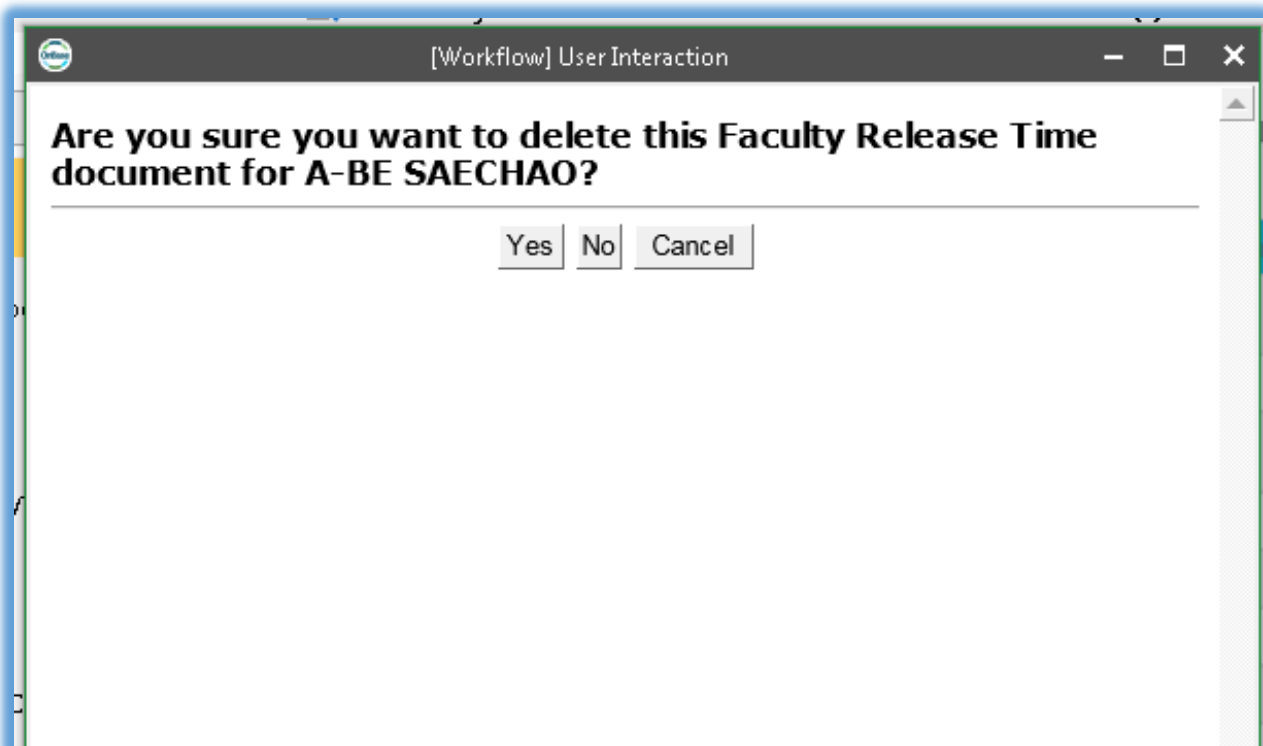 OnBase
[Workflow] User Interaction
Are you sure you want to delete this Faculty Release Time
document for A-BE SAECHAO?
Yes No Cancel